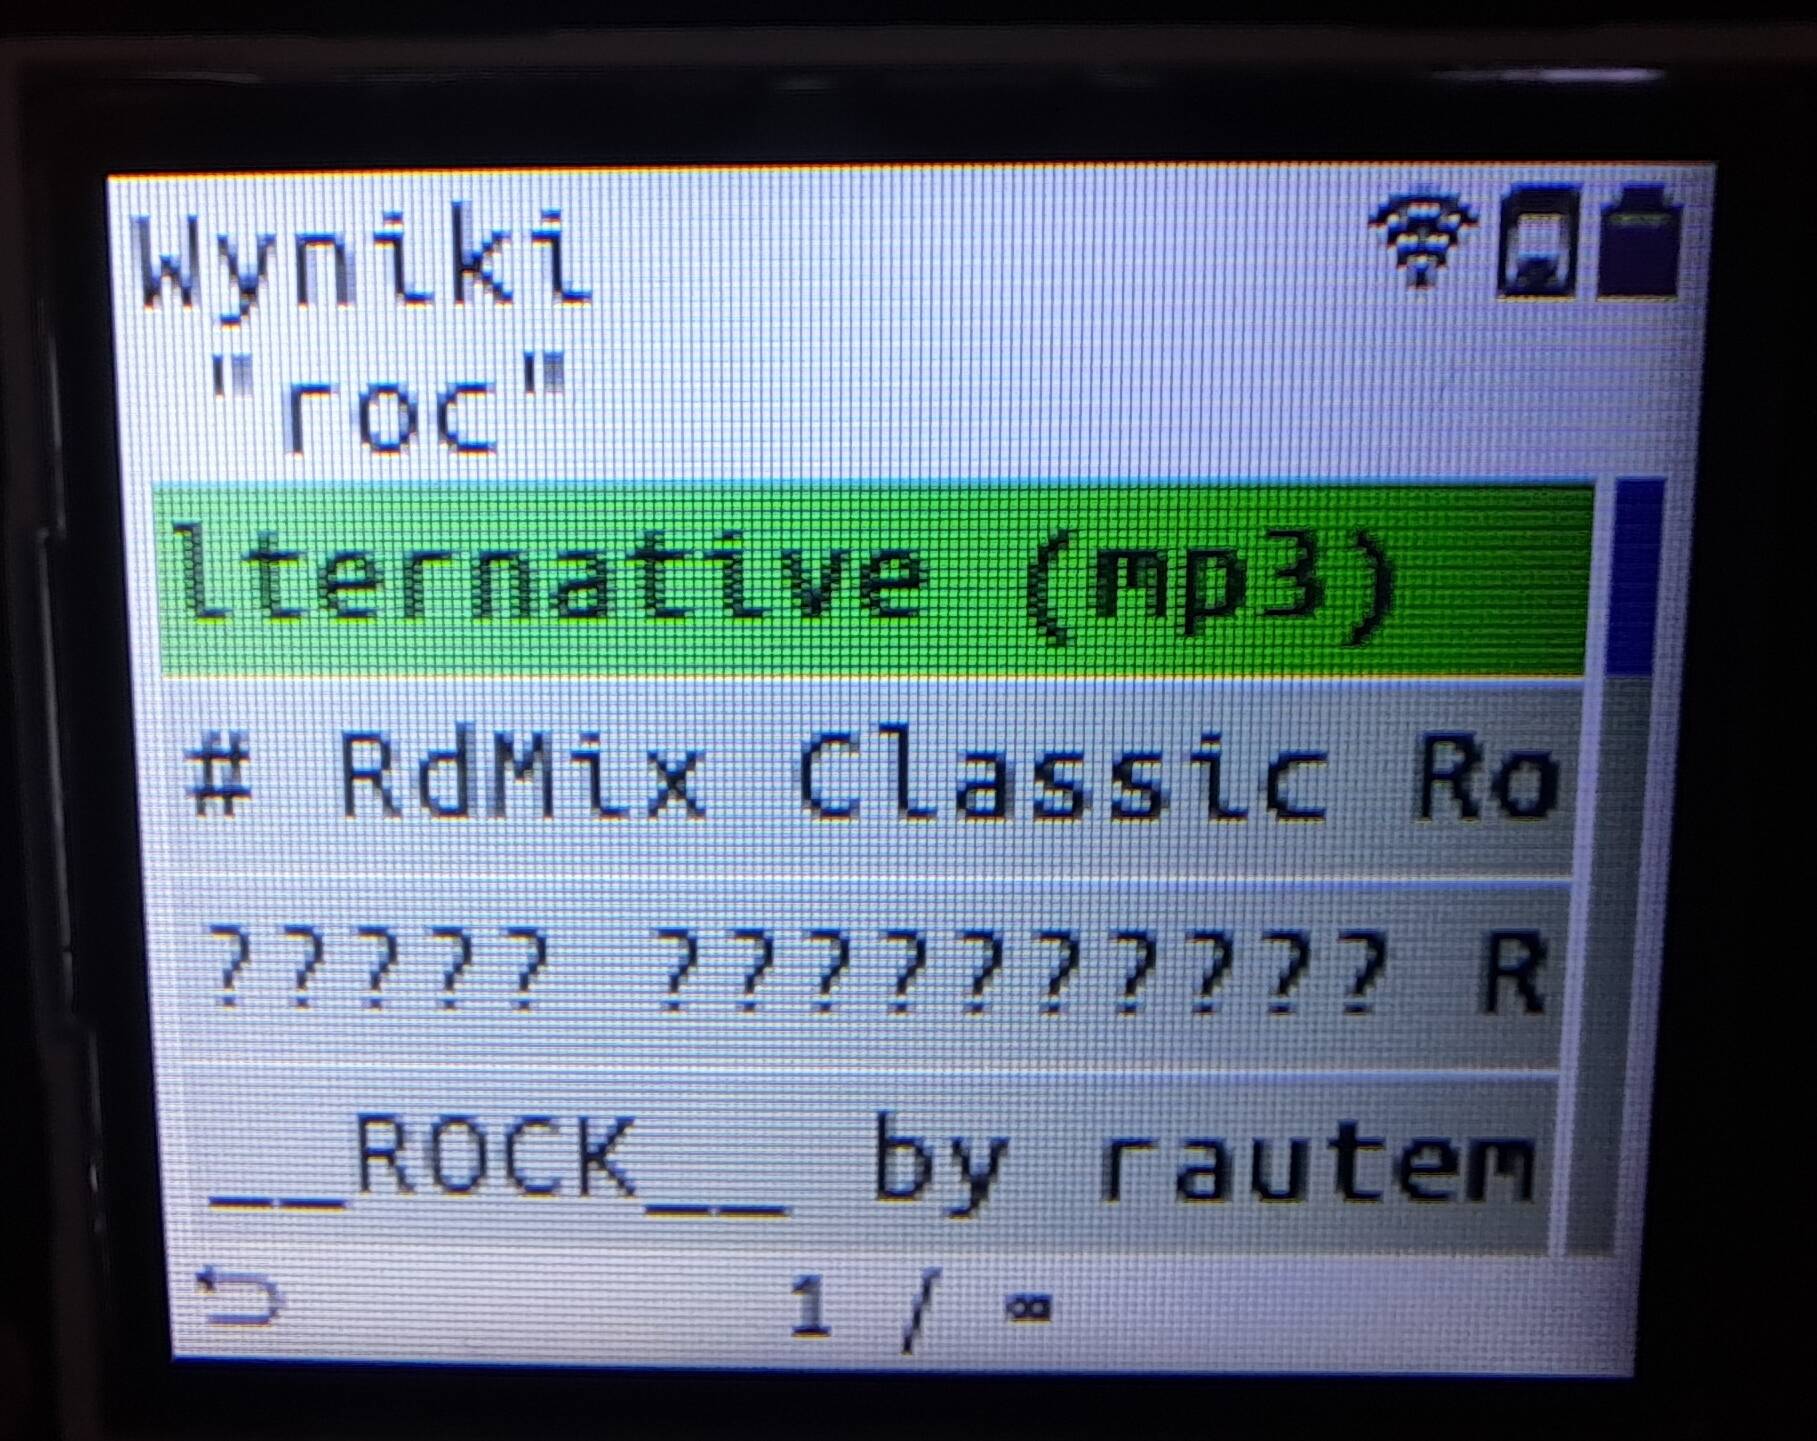 Wyniki
"roc"
lternative (mp3)
# RdMix Classic Ro
????? ?????????? R
__ROCK__ by rautem
1 / ∞